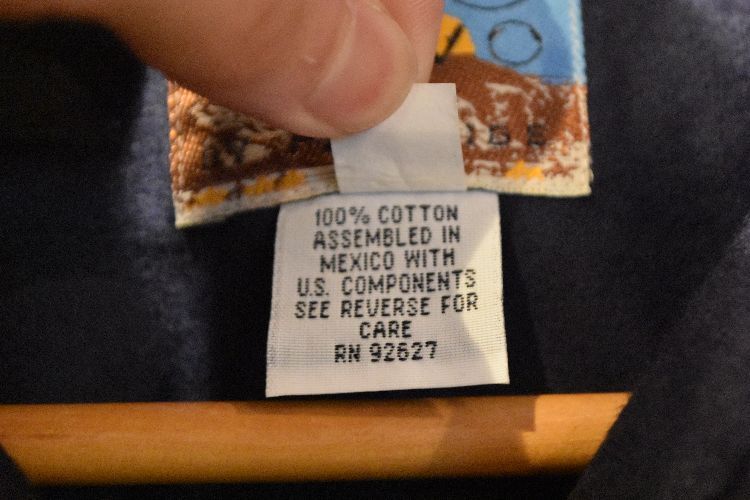 100% COTTON
ASSEMBLED IN
MEXICO WITH
U.S. COMPONENTS
SEE REVERSE FOR
CARE
RN 92627